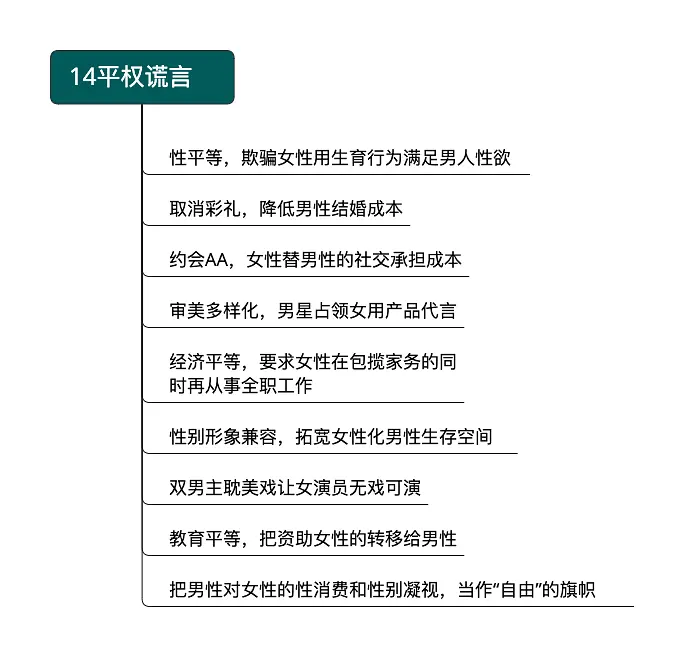 14平权谎言
性平等，欺骗女性用生育行为满足男人性欲
取消彩礼，降低男性结婚成本
约会AA，女性替男性的社交承担成本
审美多样化，男星占领女用产品代言
经济平等，要求女性在包揽家务的同
时再从事全职工作
性别形象兼容，拓宽女性化男性生存空间
双男主耽美戏让女演员无戏可演
教育平等，把资助女性的转移给男性
把男性对女性的性消费和性别凝视，当作“自由”的旗帜